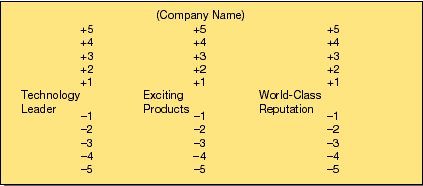 (Company Name)
+5 +5 +5
+4 +4 +4
+3 +3 +3
+2 +2 +2
+1 +1 +1
Technology Exciting World-Class
Leader Products Reputation
–1 –1 –1
–2 –2 –2
–3 –3 –3
–4 –4 –4
–5 –5 –5